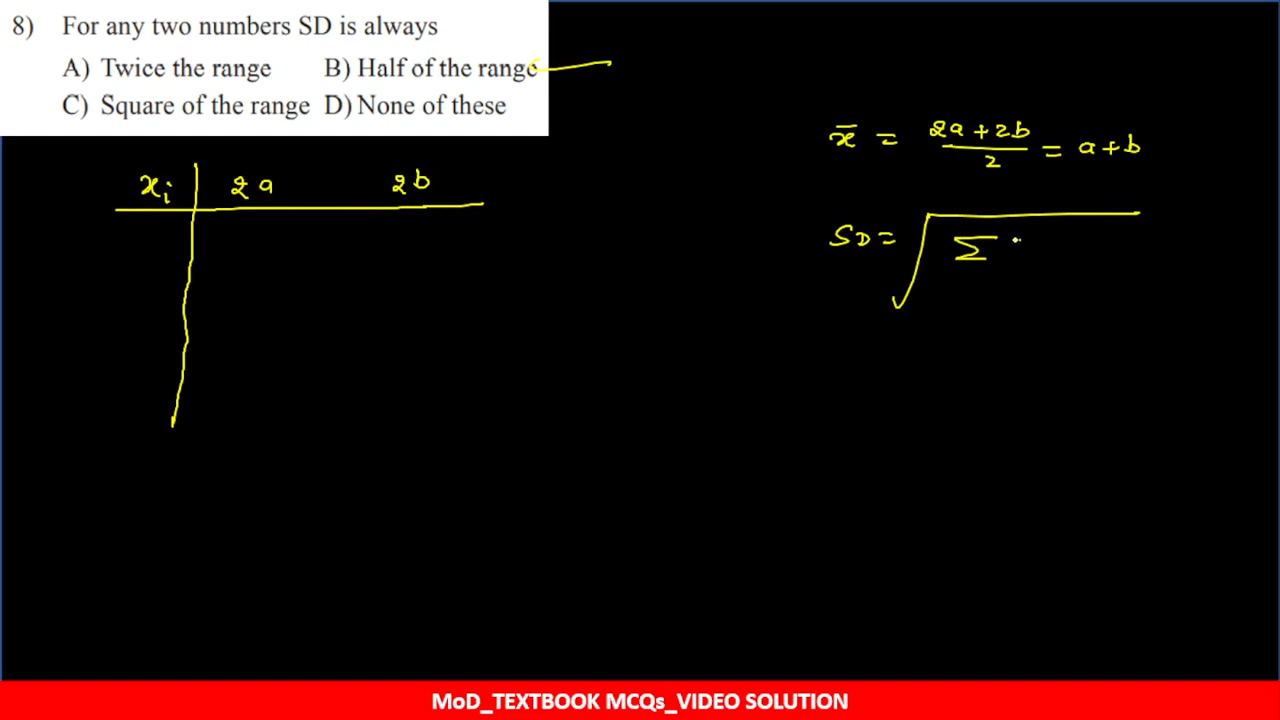 8) For any two numbers SD is always
A) Twice the range B) Half of the range
C) Square of the range D) None of these
x̄ = 2a + 2b / 2 = a + b
xᵢ 2a 2b
SD = √ Σ
MoD_TEXTBOOK MCQs_VIDEO SOLUTION